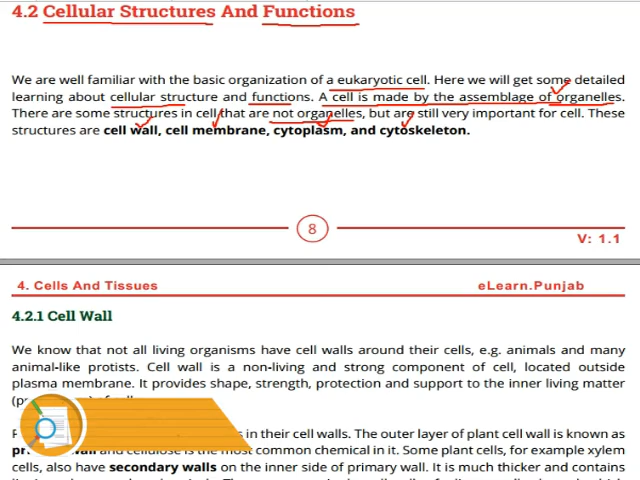 4.2 Cellular Structures And Functions
We are well familiar with the basic organization of a eukaryotic cell. Here we will get some detailed
learning about cellular structure and functions. A cell is made by the assemblage of organelles.
There are some structures in cell that are not organelles, but are still very important for cell. These
structures are cell wall, cell membrane, cytoplasm, and cytoskeleton.
8
V: 1.1
4. Cells And Tissues
eLearn.Punjab
4.2.1 Cell Wall
We know that not all living organisms have cell walls around their cells, e.g. animals and many
animal-like protists. Cell wall is a non-living and strong component of cell, located outside
plasma membrane. It provides shape, strength, protection and support to the inner living matter
in their cell walls. The outer layer of plant cell wall is known as
and cellulose is the most common chemical in it. Some plant cells, for example xylem
cells, also have secondary walls on the inner side of primary wall. It is much thicker and contains